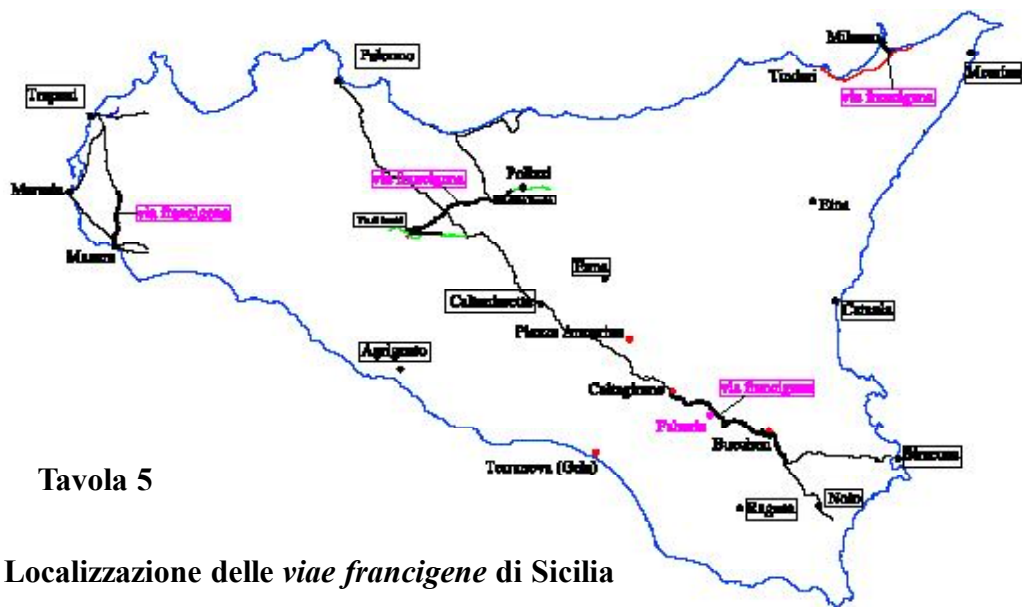 Milazzo
Palermo
Messina
Tindari
Trapani
via francigena
Polizzi
via francigena
Marsala
Etna
via francigena
Mazara
Enna
Caltanissetta
Catania
Piazza Armerina
Agrigento
Caltagirone
via francigena
Fabaria
Buccheri
Siracusa
Terranova (Gela)
Tavola 5
Noto
Ragusa
Localizzazione delle viae francigene di Sicilia